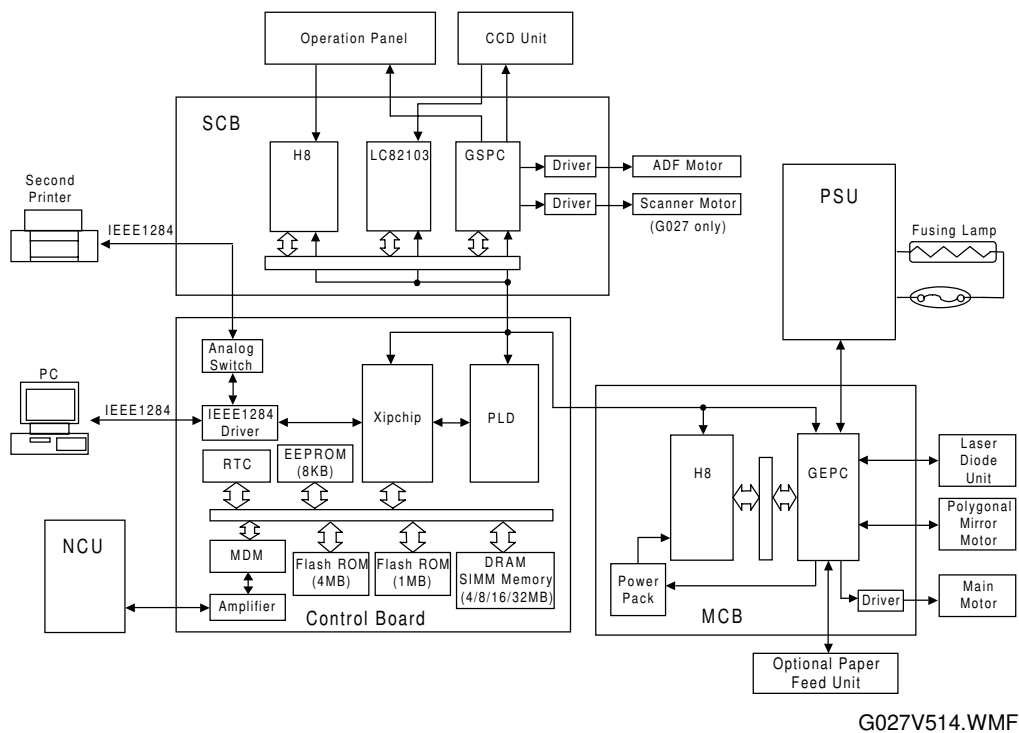 Operation Panel
CCD Unit
SCB
H8
LC82103
GSPC
Driver
ADF Motor
Driver
Scanner Motor
(G027 only)
Second
Printer
IEEE1284
PSU
Fusing Lamp
Analog
Switch
PC
IEEE1284
IEEE1284
Driver
Xipchip
PLD
RTC
EEPROM
(8KB)
H8
GEPC
Laser
Diode
Unit
Polygonal
Mirror
Motor
NCU
MDM
Flash ROM
(4MB)
Flash ROM
(1MB)
DRAM
SIMM Memory
(4/8/16/32MB)
Amplifier
Control Board
Power
Pack
Driver
Main
Motor
MCB
Optional Paper
Feed Unit
G027V514.WMF